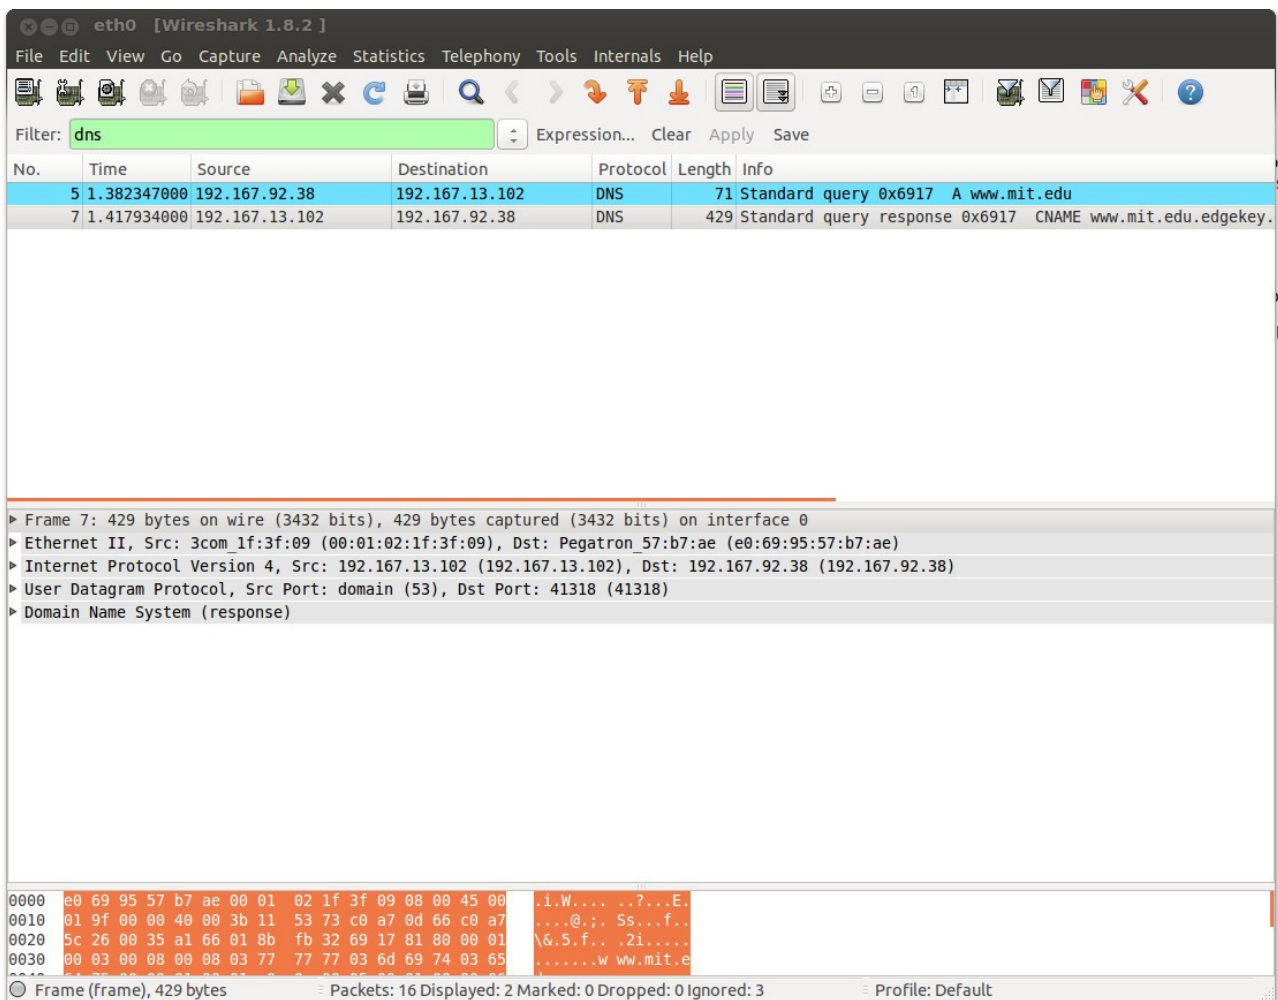 eth0 [Wireshark 1.8.2 ]
File Edit View Go Capture Analyze Statistics Telephony Tools Internals Help
Filter: dns Expression... Clear Apply Save
No. Time Source Destination Protocol Length Info
5 1.382347000 192.167.92.38 192.167.13.102 DNS 71 Standard query 0x6917 A www.mit.edu
7 1.417934000 192.167.13.102 192.167.92.38 DNS 429 Standard query response 0x6917 CNAME www.mit.edu.edgekey.
Frame 7: 429 bytes on wire (3432 bits), 429 bytes captured (3432 bits) on interface 0
Ethernet II, Src: 3com_1f:3f:09 (00:01:02:1f:3f:09), Dst: Pegatron_57:b7:ae (e0:69:95:57:b7:ae)
Internet Protocol Version 4, Src: 192.167.13.102 (192.167.13.102), Dst: 192.167.92.38 (192.167.92.38)
User Datagram Protocol, Src Port: domain (53), Dst Port: 41318 (41318)
Domain Name System (response)
0000 e0 69 95 57 b7 ae 00 01 02 1f 3f 09 08 00 45 00 .i.W.... ..?...E.
0010 01 9f 00 00 40 00 3b 11 53 73 c0 a7 0d 66 c0 a7 ....@.;. Ss...f..
0020 5c 26 00 35 a1 66 01 8b fb 32 69 17 81 80 00 01 \&.5.f.. .2i.....
0030 00 03 00 08 00 08 03 77 77 77 03 6d 69 74 03 65 .......w ww.mit.e
Frame (frame), 429 bytes Packets: 16 Displayed: 2 Marked: 0 Dropped: 0 Ignored: 3 Profile: Default